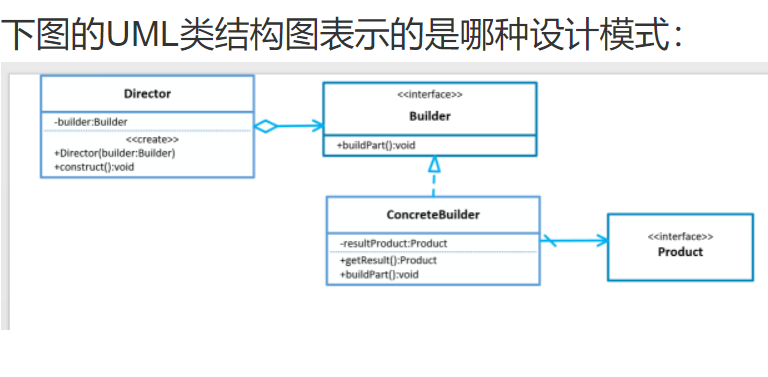 下图的UML类结构图表示的是哪种设计模式：
Director
-builder:Builder
<<create>>
+Director(builder:Builder)
+construct():void
<<interface>>
Builder
+buildPart():void
ConcreteBuilder
-resultProduct:Product
+getResult():Product
+buildPart():void
<<interface>>
Product